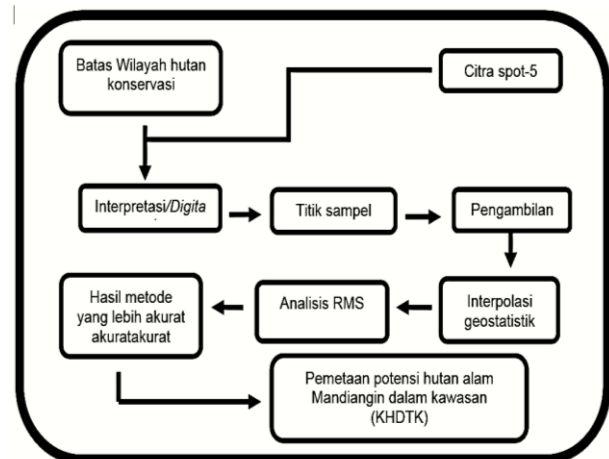 Batas Wilayah hutan
konservasi
Citra spot-5
Interpretasi/Digita
.
Titik sampel
Pengambilan
Hasil metode
yang lebih akurat
akuratakurat
Analisis RMS
Interpolasi
geostatistik
Pemetaan potensi hutan alam
Mandiangin dalam kawasan
(KHDTK)